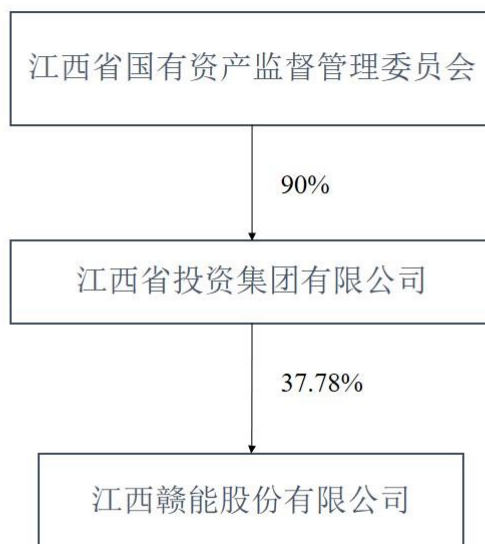 江西省国有资产监督管理委员会
90%
江西省投资集团有限公司
37.78%
江西赣能股份有限公司